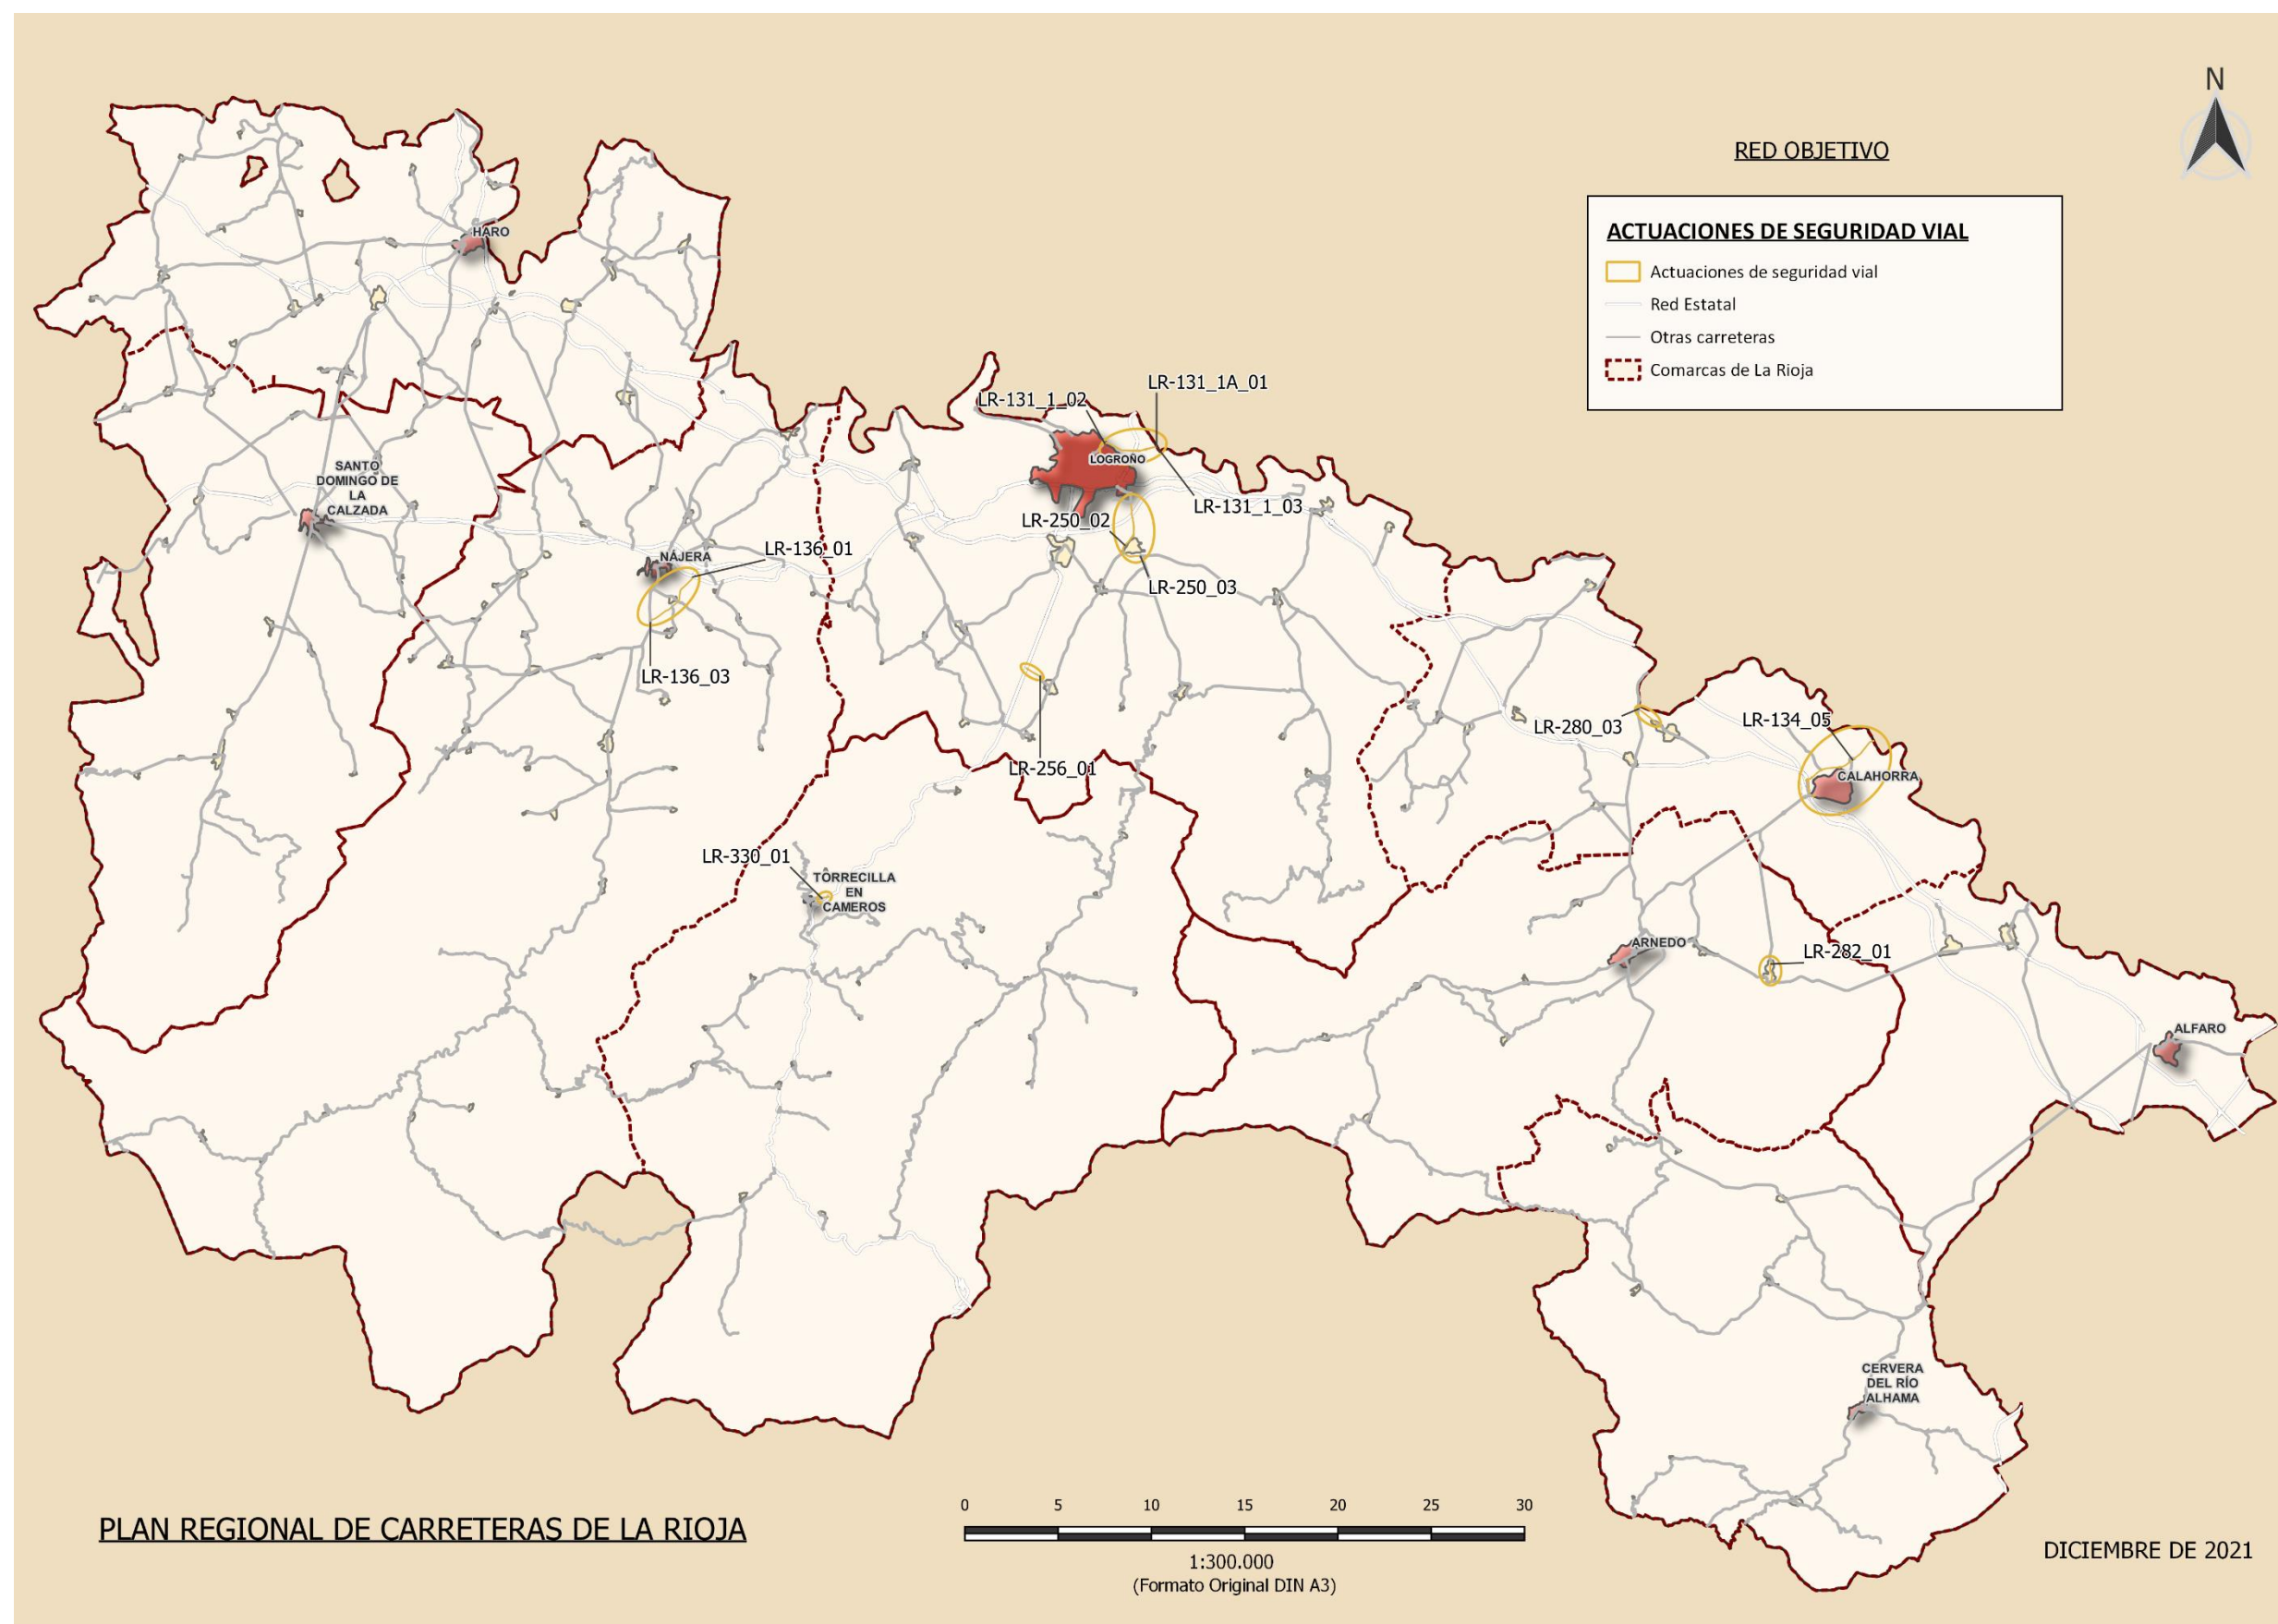 N
RED OBJETIVO
ACTUACIONES DE SEGURIDAD VIAL
Actuaciones de seguridad vial
Red Estatal
Otras carreteras
Comarcas de La Rioja
HARO
LR-131_1A_01
LR-131_1_02
LOGROÑO
SANTO
DOMINGO DE
LA
CALZADA
LR-131_1_03
LR-250_02
NÁJERA
LR-136_01
LR-250_03
LR-136_03
LR-280_03
LR-134_05
LR-256_01
CALAHORRA
LR-330_01
TORRECILLA
EN
CAMEROS
ARNEDO
LR-282_01
ALFARO
CERVERA
DEL RÍO
ALHAMA
0 5 10 15 20 25 30
1:300.000
(Formato Original DIN A3)
PLAN REGIONAL DE CARRETERAS DE LA RIOJA
DICIEMBRE DE 2021